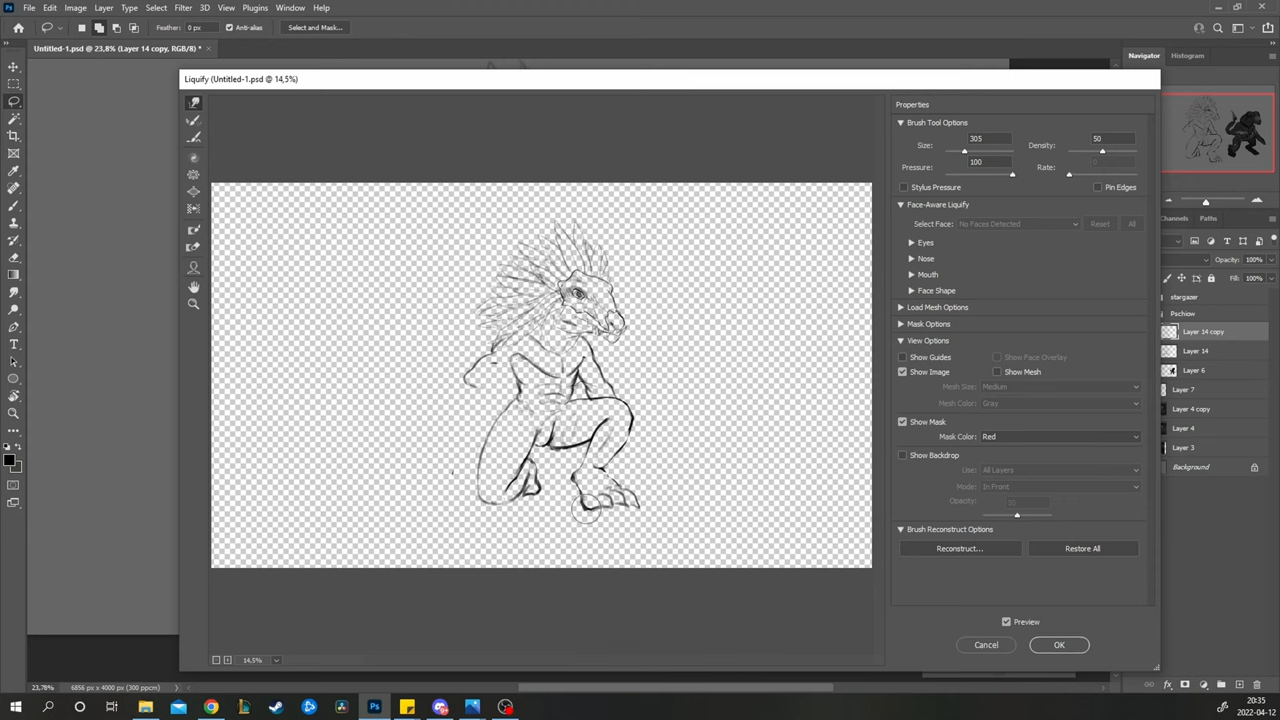 File Edit Image Layer Type Select Filter 3D View Plugins Window Help
Feather: 0 px Anti-alias Select and Mask...
Untitled-1.psd @ 23,8% (Layer 14 copy, RGB/8) * ×
Navigator Histogram
Liquify (Untitled-1.psd @ 14,5%)
Properties
Brush Tool Options
Size: 305 Density: 50
Pressure: 100 Rate: 0
Stylus Pressure Pin Edges
Face-Aware Liquify
Select Face: No Faces Detected Reset All
Eyes
Nose
Mouth
Face Shape
Load Mesh Options
Mask Options
View Options
Show Guides Show Face Overlay
Show Image Show Mesh
Mesh Size: Medium
Mesh Color: Gray
Show Mask
Mask Color: Red
Show Backdrop
Use: All Layers
Mode: In Front
Opacity:
Brush Reconstruct Options
Reconstruct... Restore All
Preview
Cancel OK
14,5%
Channels Paths
Opacity: 100%
Fill: 100%
stargazer
Pschiow
Layer 14 copy
Layer 14
Layer 6
Layer 7
Layer 4 copy
Layer 4
Layer 3
Background
23,78% 6856 px x 4000 px (300 ppcm)
20:35
2022-04-12